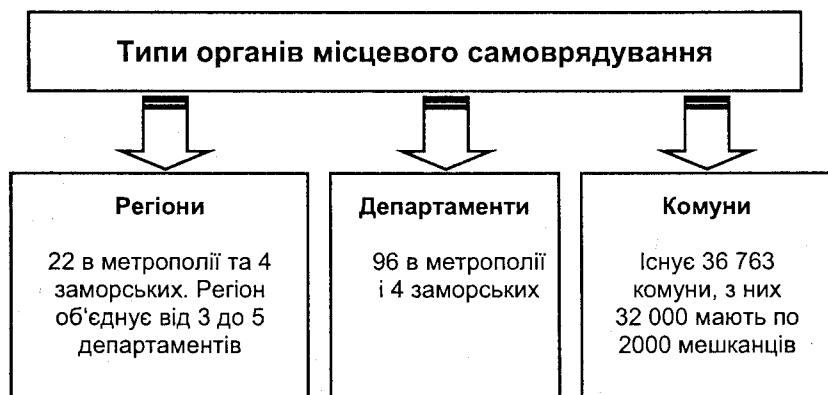 Типи органів місцевого самоврядування
Регіони
22 в метрополії та 4
заморських. Регіон
об‘єднує від 3 до 5
департаментів
Департаменти
96 в метрополії
і 4 заморських
Комуни
Існує 36 763
комуни, з них
32 000 мають по
2000 мешканців